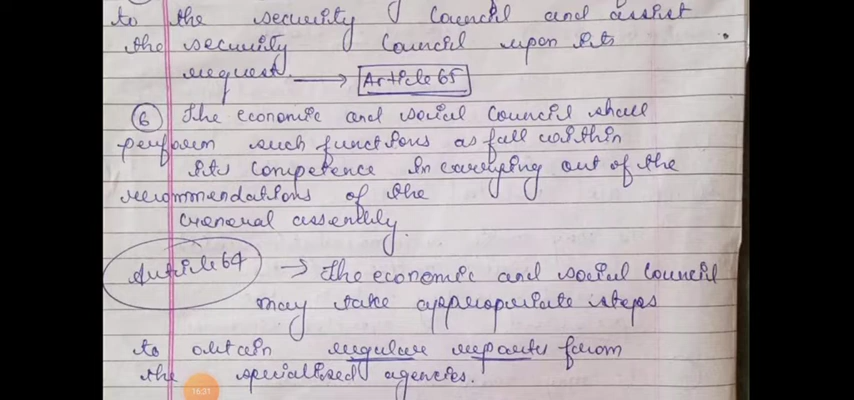 to the security council and assist
the security council upon its
request. → Article 65
6 The economic and social council shall
perform such functions as fall within
its competence in carrying out of the
recommendations of the
General assembly.
Article 64 → The economic and social council
may take appropriate steps
to obtain regular reports from
the specialised agencies.
16:31